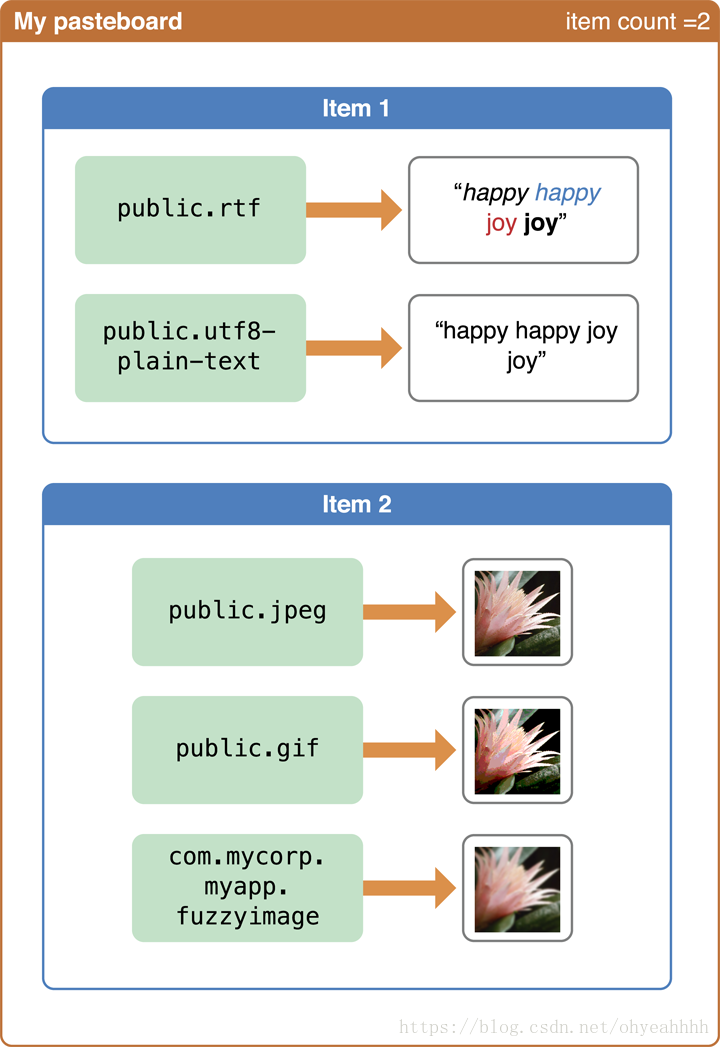 My pasteboard
item count =2
Item 1
public.rtf
“happy happy
joy joy”
public.utf8-
plain-text
“happy happy joy
joy”
Item 2
public.jpeg
public.gif
com.mycorp.
myapp.
fuzzyimage
https://blog.csdn.net/ohyeahhhh